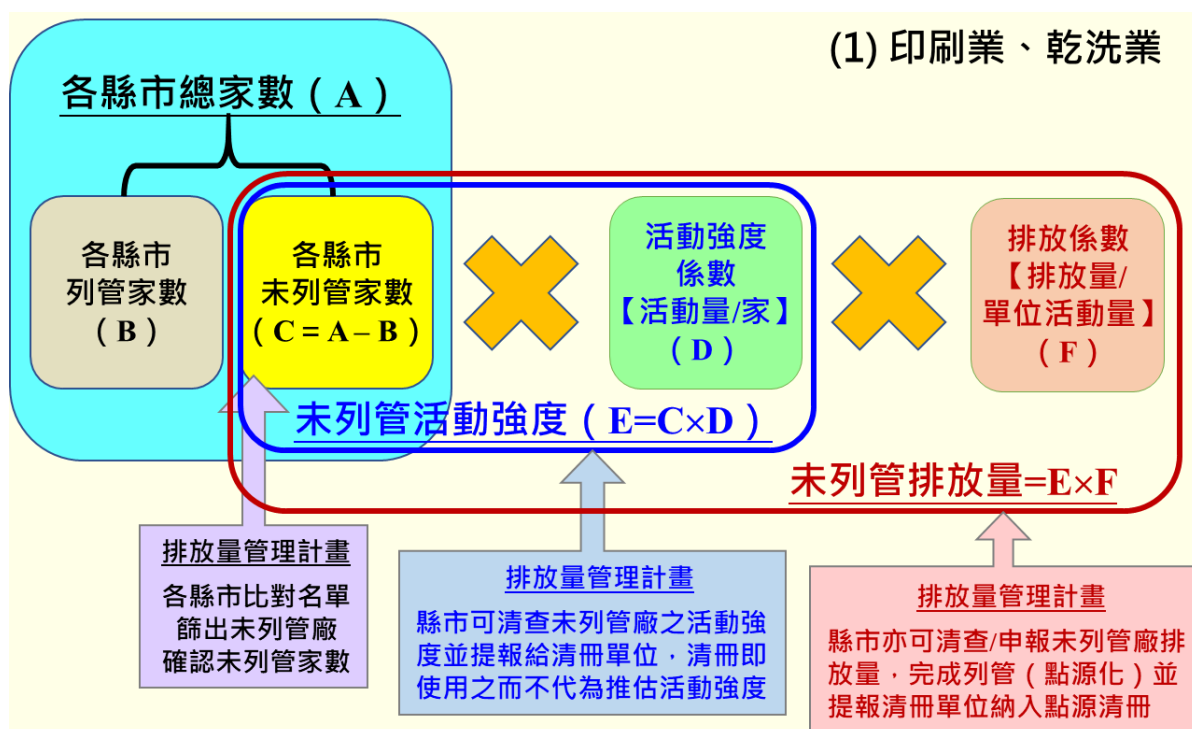 (1) 印刷業、乾洗業
各縣市總家數（A）
各縣市
列管家數
（B）
各縣市
未列管家數
（C = A – B）
活動強度
係數
【活動量/家】
（D）
排放係數
【排放量/
單位活動量】
（F）
未列管活動強度（E=C×D）
未列管排放量=E×F
排放量管理計畫
各縣市比對名單
篩出未列管廠
確認未列管家數
排放量管理計畫
縣市可清查未列管廠之活動強
度並提報給清冊單位，清冊即
使用之而不代為推估活動強度
排放量管理計畫
縣市亦可清查/申報未列管廠排
放量，完成列管（點源化）並
提報清冊單位納入點源清冊